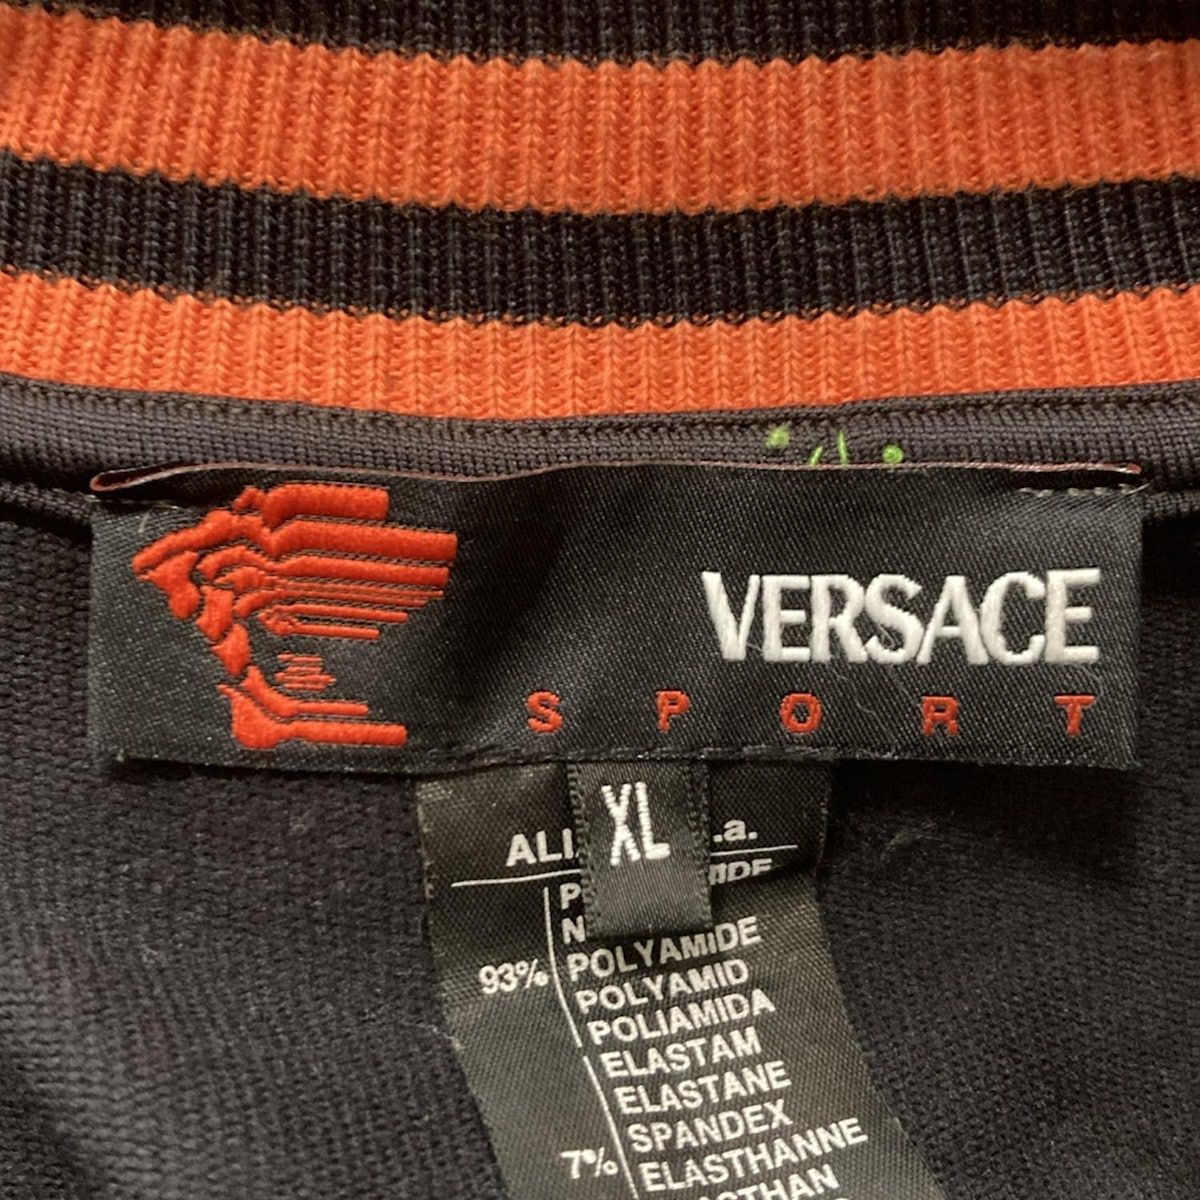 VERSACE
SPORT
XL
93%
POLYAMIDE
POLYAMID
POLIAMIDA
ELASTAM
ELASTANE
SPANDEX
7%
ELASTHANNE